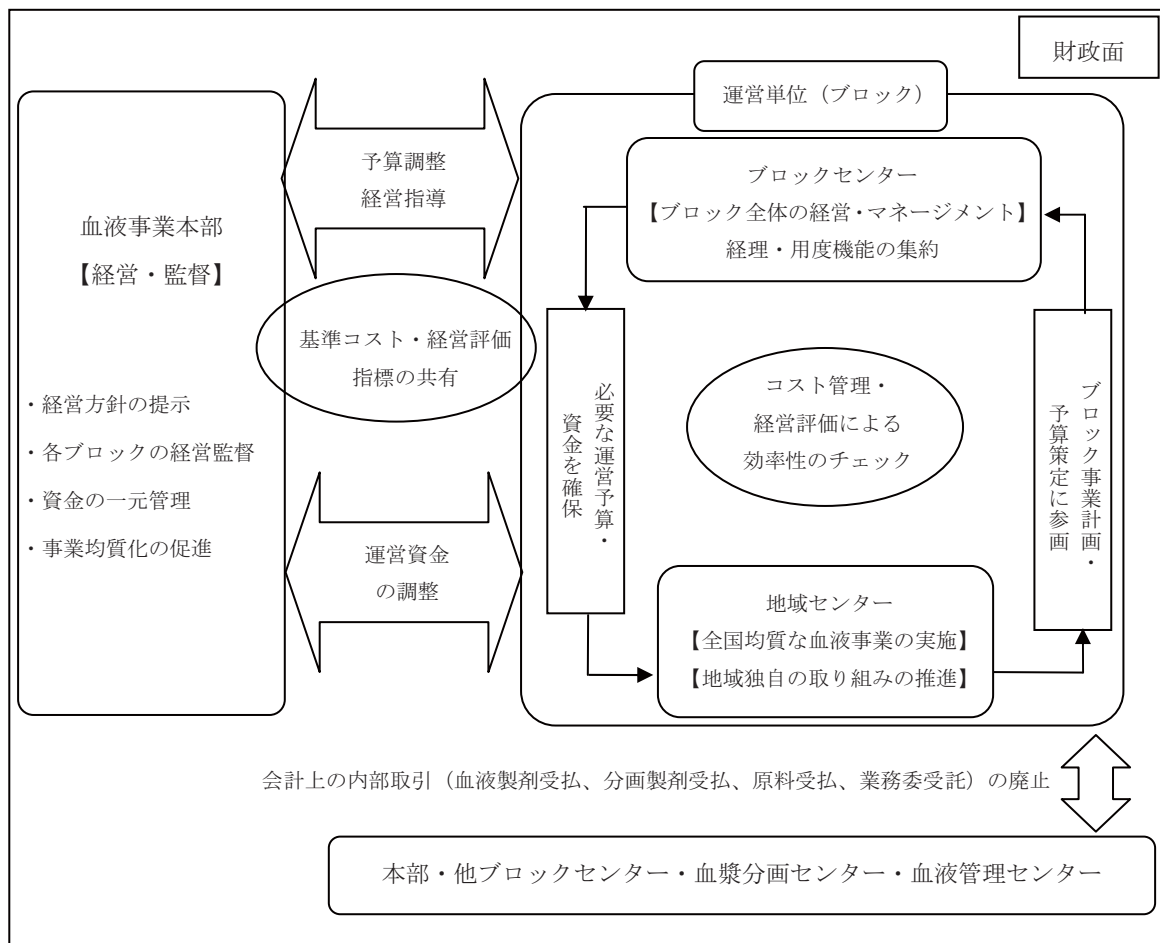 財政面
運営単位（ブロック）
血液事業本部
【経営・監督】
・経営方針の提示
・各ブロックの経営監督
・資金の一元管理
・事業均質化の促進
予算調整
経営指導
基準コスト・経営評価
指標の共有
運営資金
の調整
ブロックセンター
【ブロック全体の経営・マネージメント】
経理・用度機能の集約
必要な運営予算・
資金を確保
コスト管理・
経営評価による
効率性のチェック
ブロック事業計画・
予算策定に参画
地域センター
【全国均質な血液事業の実施】
【地域独自の取り組みの推進】
会計上の内部取引（血液製剤受払、分画製剤受払、原料受払、業務委受託）の廃止
本部・他ブロックセンター・血漿分画センター・血液管理センター